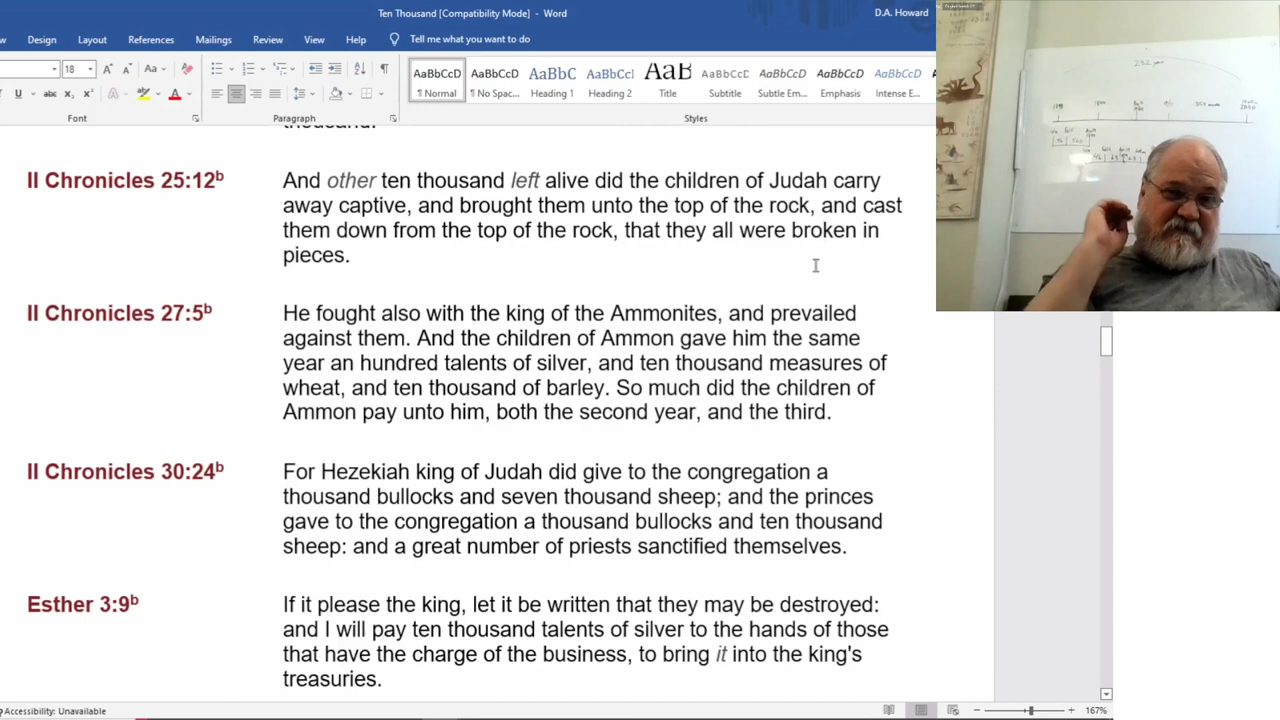 Ten Thousand [Compatibility Mode] – Word
D.A. Howard
Design Layout References Mailings Review View Help Tell me what you want to do
18
Aa
AaBbCcD AaBbCcD AaBbC AaBbCcI AaB AaBbCcD AaBbCcD AaBbCcD AaBbCcD
¶ Normal ¶ No Spac... Heading 1 Heading 2 Title Subtitle Subtle Em... Emphasis Intense E...
Font Paragraph Styles
thousand.
II Chronicles 25:12ᵇ And other ten thousand left alive did the children of Judah carry
away captive, and brought them unto the top of the rock, and cast
them down from the top of the rock, that they all were broken in
pieces.
II Chronicles 27:5ᵇ He fought also with the king of the Ammonites, and prevailed
against them. And the children of Ammon gave him the same
year an hundred talents of silver, and ten thousand measures of
wheat, and ten thousand of barley. So much did the children of
Ammon pay unto him, both the second year, and the third.
II Chronicles 30:24ᵇ For Hezekiah king of Judah did give to the congregation a
thousand bullocks and seven thousand sheep; and the princes
gave to the congregation a thousand bullocks and ten thousand
sheep: and a great number of priests sanctified themselves.
Esther 3:9ᵇ If it please the king, let it be written that they may be destroyed:
and I will pay ten thousand talents of silver to the hands of those
that have the charge of the business, to bring it into the king's
treasuries.
Accessibility: Unavailable
167%